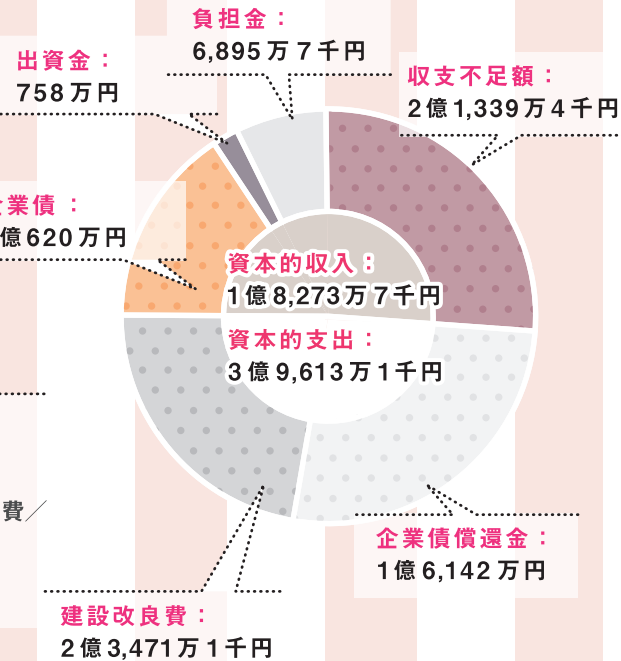 負担金：
6,895万7千円
出資金：
758万円
収支不足額：
2億1,339万4千円
業債：
億620万円
資本的収入：
1億8,273万7千円
資本的支出：
3億9,613万1千円
費／
企業債償還金：
1億6,142万円
建設改良費：
2億3,471万1千円